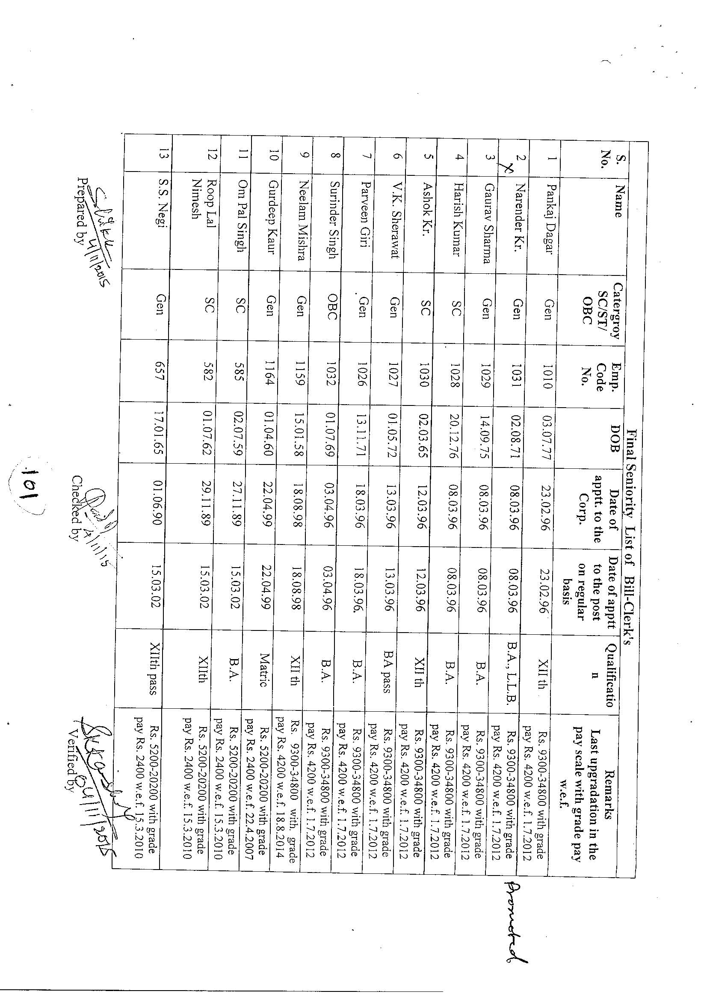 Final Seniority List of Bill-Clerk's
S. No. Name Catergroy SC/ST/ OBC Emp. Code No. DOB Date of apptt. to the Corp. Date of apptt to the post on regular basis Qualificatio n Remarks Last upgradation in the pay scale with grade pay w.e.f.
1 Pankaj Dagar Gen 1010 03.07.77 23.02.96 23.02.96 XII th Rs. 9300-34800 with grade pay Rs. 4200 w.e.f. 1.7.2012
2 x Narender Kr. Gen 1031 02.08.71 08.03.96 08.03.96 B.A., L.L.B. Rs. 9300-34800 with grade pay Rs. 4200 w.e.f. 1.7.2012 Promoted
3 Gaurav Sharma Gen 1029 14.09.75 08.03.96 08.03.96 B.A. Rs. 9300-34800 with grade pay Rs. 4200 w.e.f. 1.7.2012
4 Harish Kumar SC 1028 20.12.76 08.03.96 08.03.96 B.A. Rs. 9300-34800 with grade pay Rs. 4200 w.e.f. 1.7.2012
5 Ashok Kr. SC 1030 02.03.65 12.03.96 12.03.96 XII th Rs. 9300-34800 with grade pay Rs. 4200 w.e.f. 1.7.2012
6 V.K. Sherawat Gen 1027 01.05.72 13.03.96 13.03.96 BA pass Rs. 9300-34800 with grade pay Rs. 4200 w.e.f. 1.7.2012
7 Parveen Giri Gen 1026 13.11.71 18.03.96 18.03.96. B.A. Rs. 9300-34800 with grade pay Rs. 4200 w.e.f. 1.7.2012
8 Surinder Singh OBC 1032 01.07.69 03.04.96 03.04.96 B.A. Rs. 9300-34800 with grade pay Rs. 4200 w.e.f. 1.7.2012
9 Neelam Mishra Gen 1159 15.01.58 18.08.98 18.08.98 XII th Rs. 9300-34800 with. grade pay Rs. 4200 w.e.f. 18.8.2014
10 Gurdeep Kaur Gen 1164 01.04.60 22.04.99 22.04.99 Matric Rs. 5200-20200 with grade pay Rs. 2400 w.e.f. 22.4.2007
11 Om Pal Singh SC 585 02.07.59 27.11.89 15.03.02 B.A. Rs. 5200-20200 with grade pay Rs. 2400 w.e.f. 15.3.2010
12 Roop Lal Nimesh SC 582 01.07.62 29.11.89 15.03.02 XIIth Rs. 5200-20200 with grade pay Rs. 2400 w.e.f. 15.3.2010
13 S.S. Negi Gen 657 17.01.65 01.06.90 15.03.02 XIIth pass Rs. 5200-20200 with grade pay Rs. 2400 w.e.f. 15.3.2010
4/11/2015 4/11/15 04/11/2015
Prepared by Checked by Verified by
101